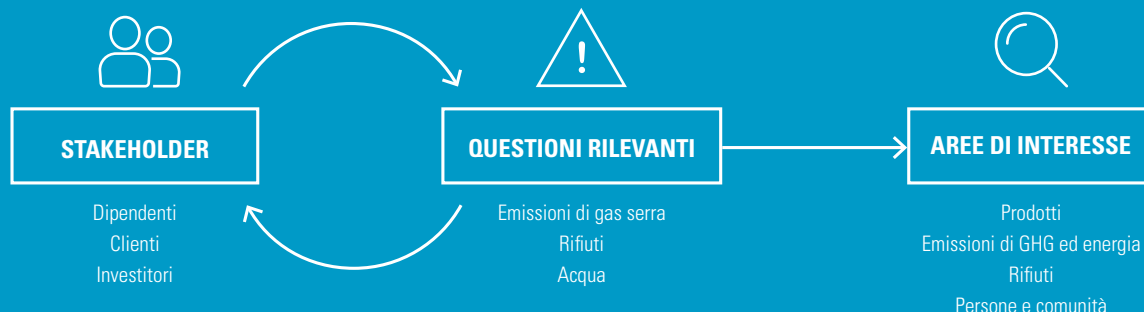 STAKEHOLDER
Dipendenti
Clienti
Investitori
!
QUESTIONI RILEVANTI
Emissioni di gas serra
Rifiuti
Acqua
AREE DI INTERESSE
Prodotti
Emissioni di GHG ed energia
Rifiuti
Persone e comunità